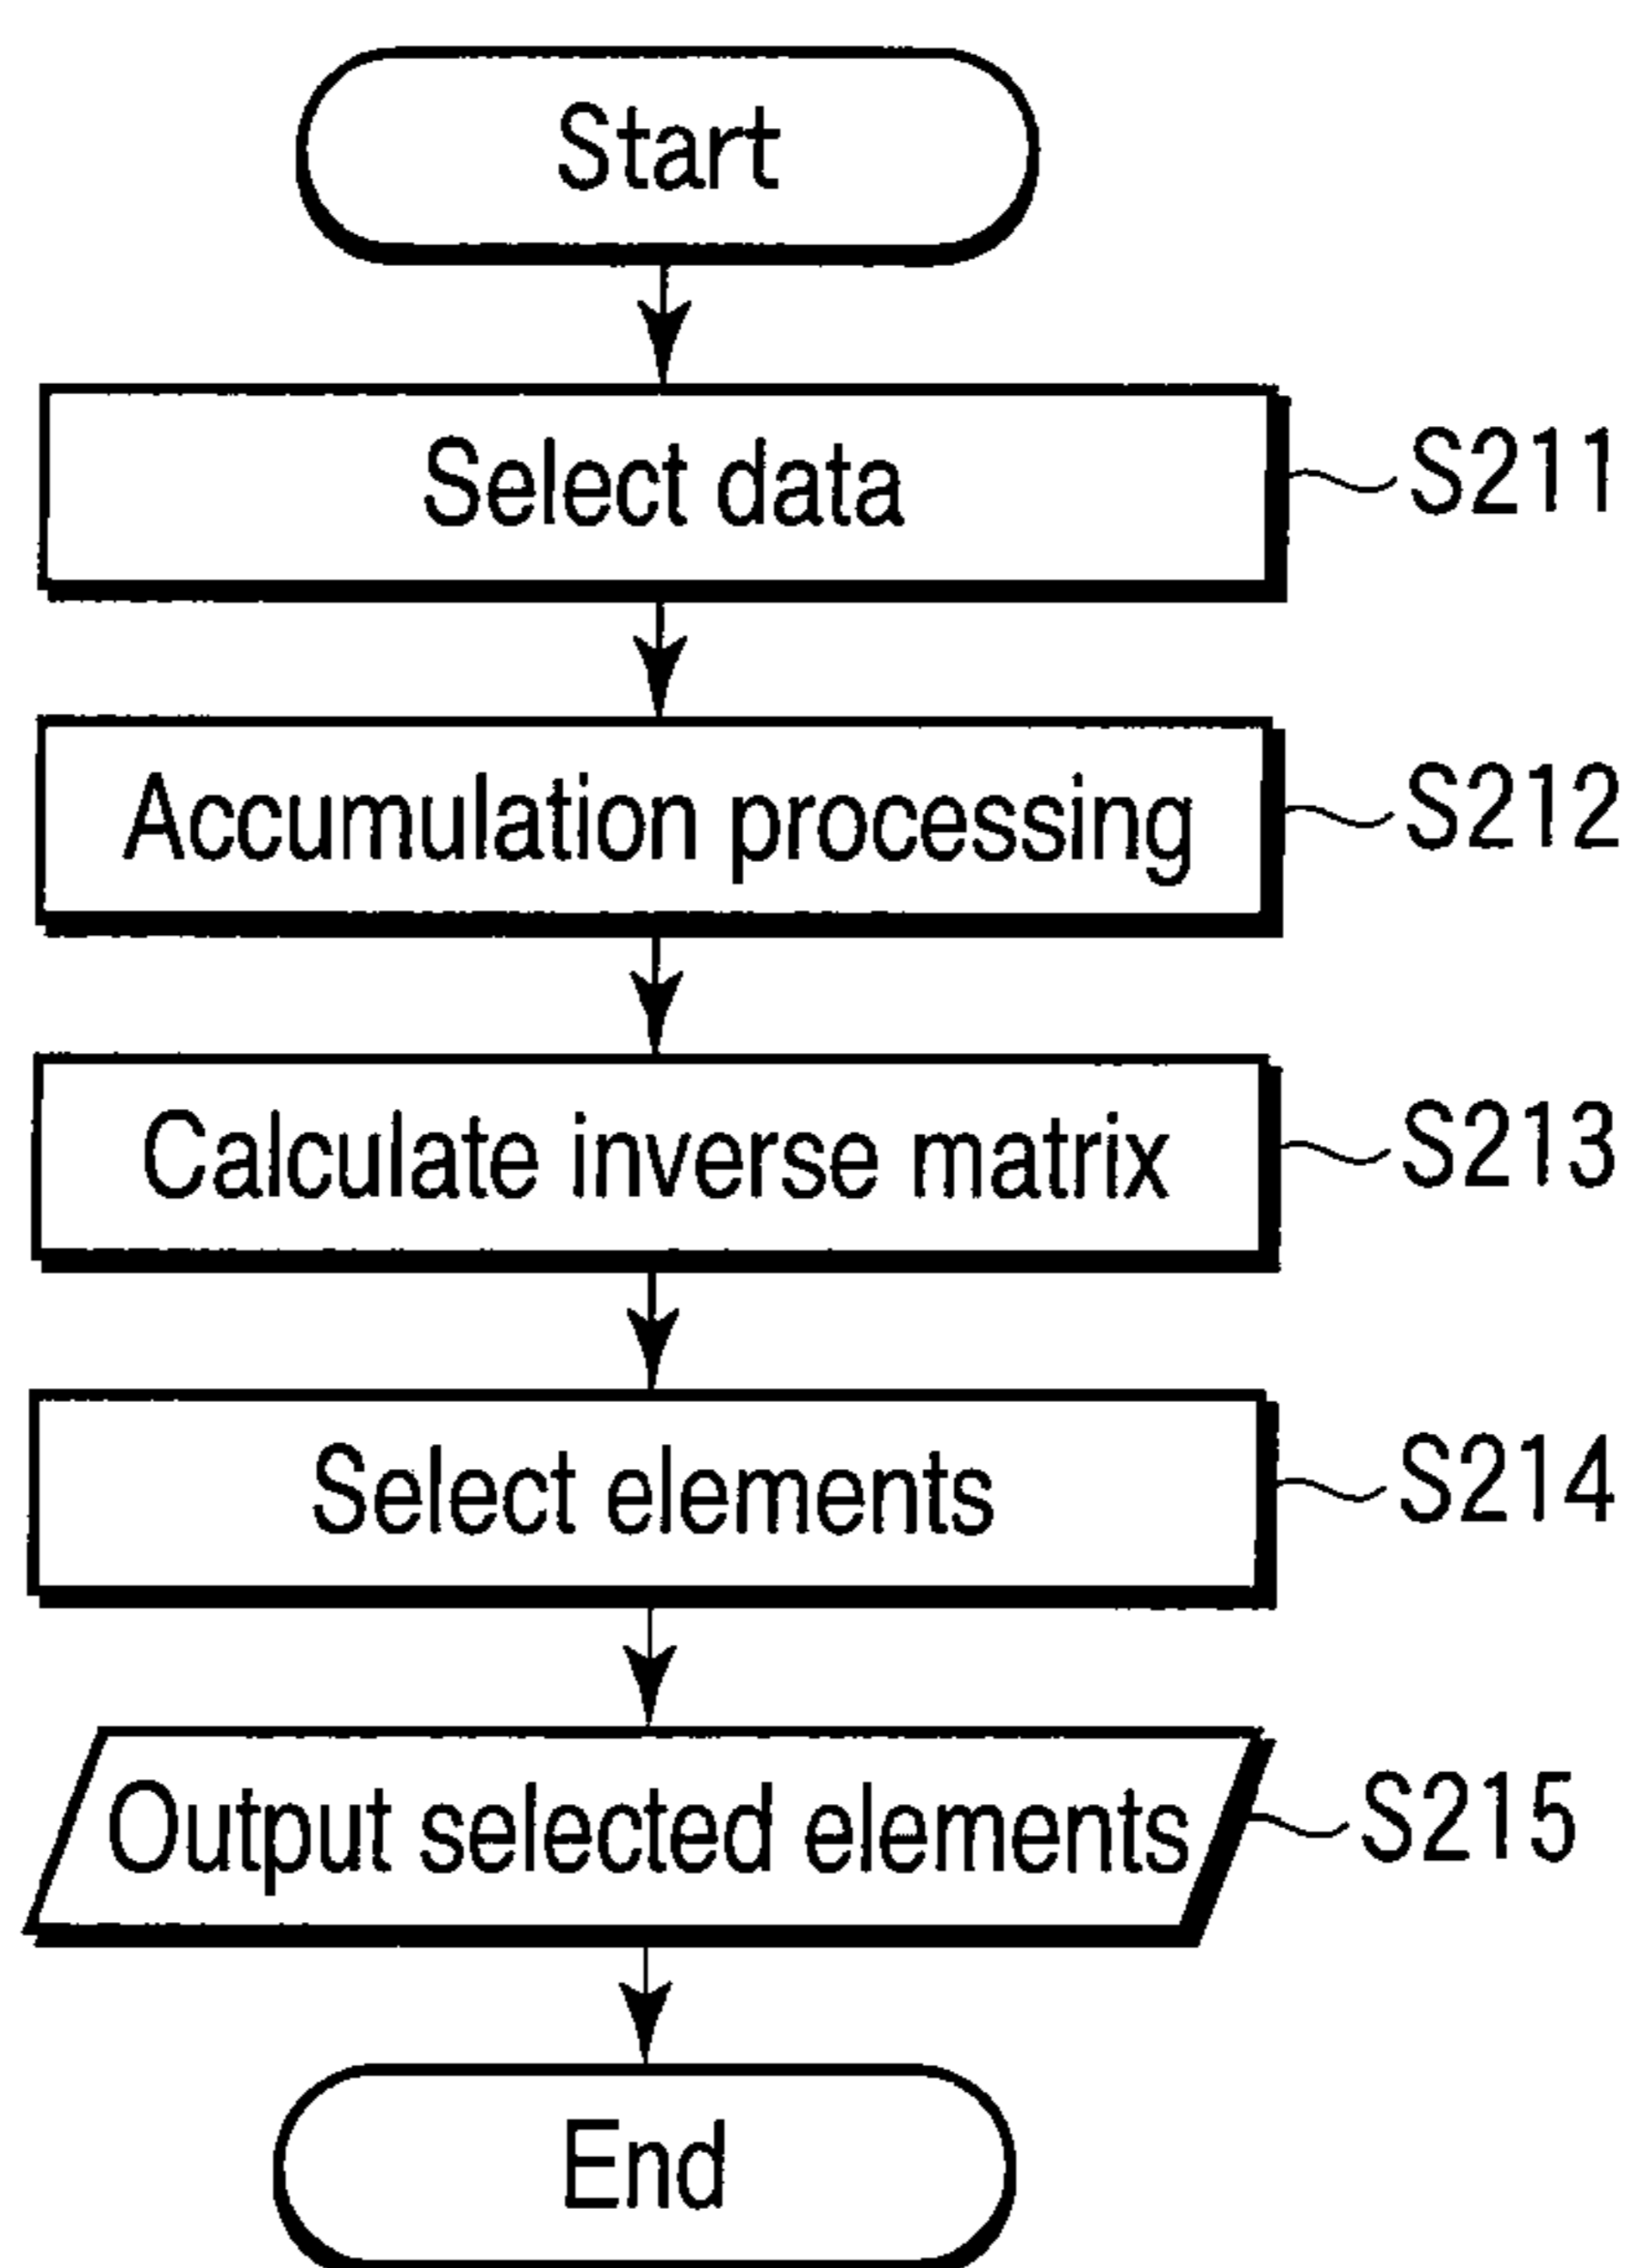 Start
Select data
S211
Accumulation processing
S212
Calculate inverse matrix
S213
Select elements
S214
Output selected elements
S215
End